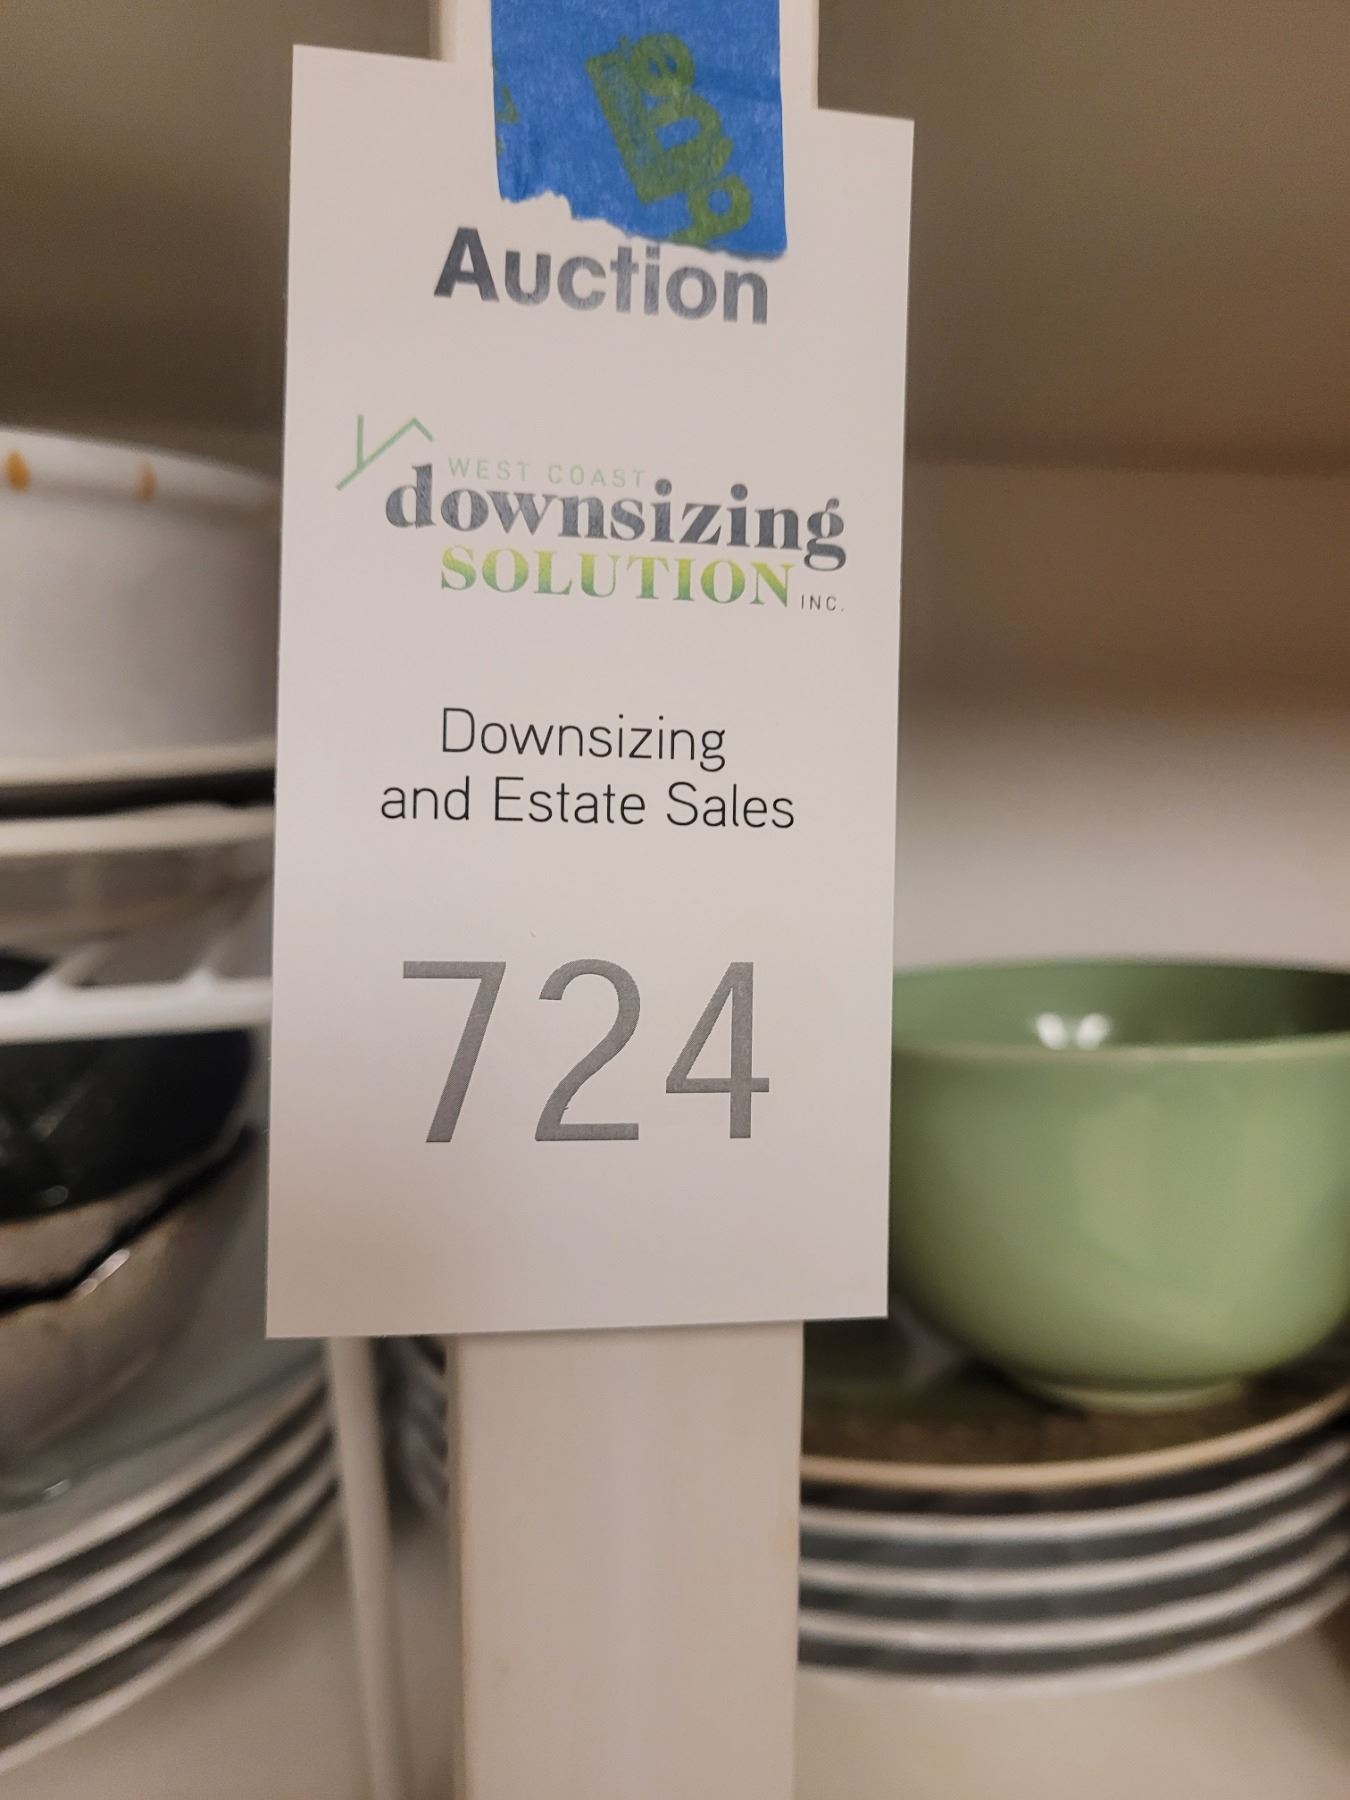 Auction
WEST COAST
downsizing
SOLUTION INC.
Downsizing
and Estate Sales
724